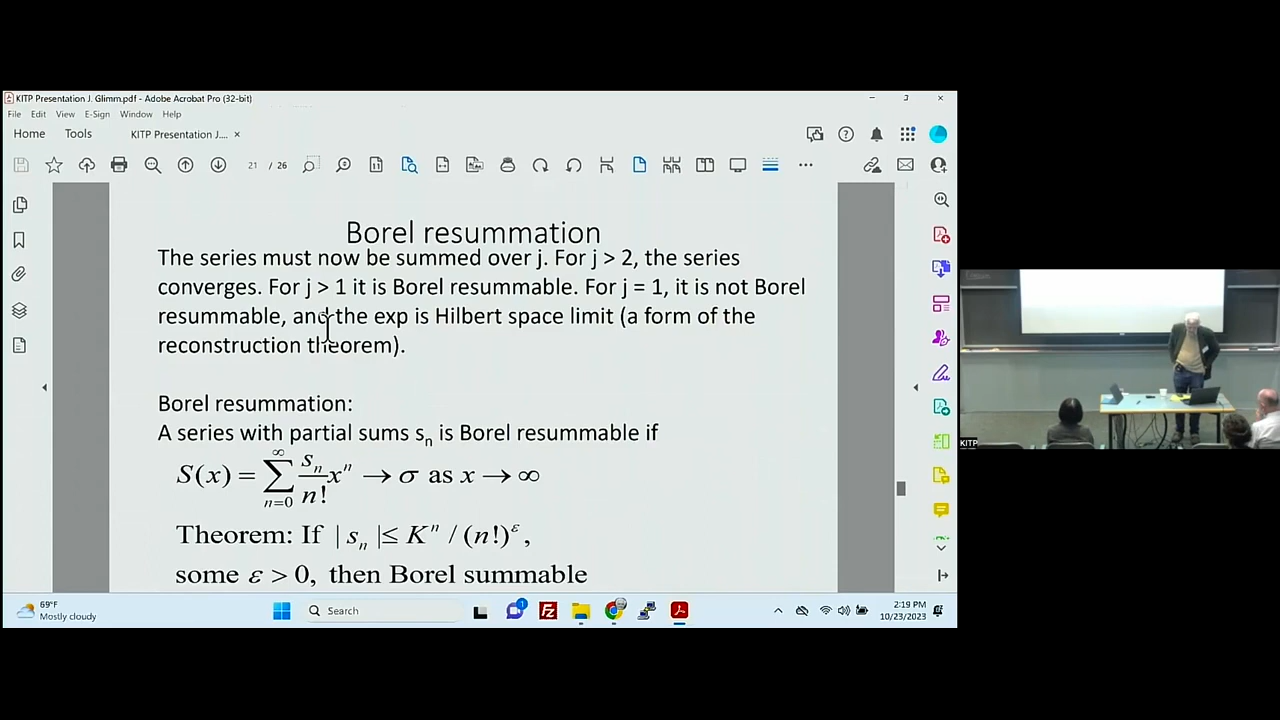 KITP Presentation J. Glimm.pdf - Adobe Acrobat Pro (32-bit)
File Edit View E-Sign Window Help
Home Tools KITP Presentation J.... ×
21 / 26
Borel resummation
The series must now be summed over j. For j > 2, the series
converges. For j > 1 it is Borel resummable. For j = 1, it is not Borel
resummable, and the exp is Hilbert space limit (a form of the
reconstruction theorem).
Borel resummation:
A series with partial sums sₙ is Borel resummable if
S(x) = ∑_{n=0}^{∞} (sₙ/n!) xⁿ → σ as x → ∞
Theorem: If | sₙ |≤ Kⁿ / (n!)^ε,
some ε > 0, then Borel summable
KITP
69°F
Mostly cloudy
Search
2:19 PM
10/23/2023